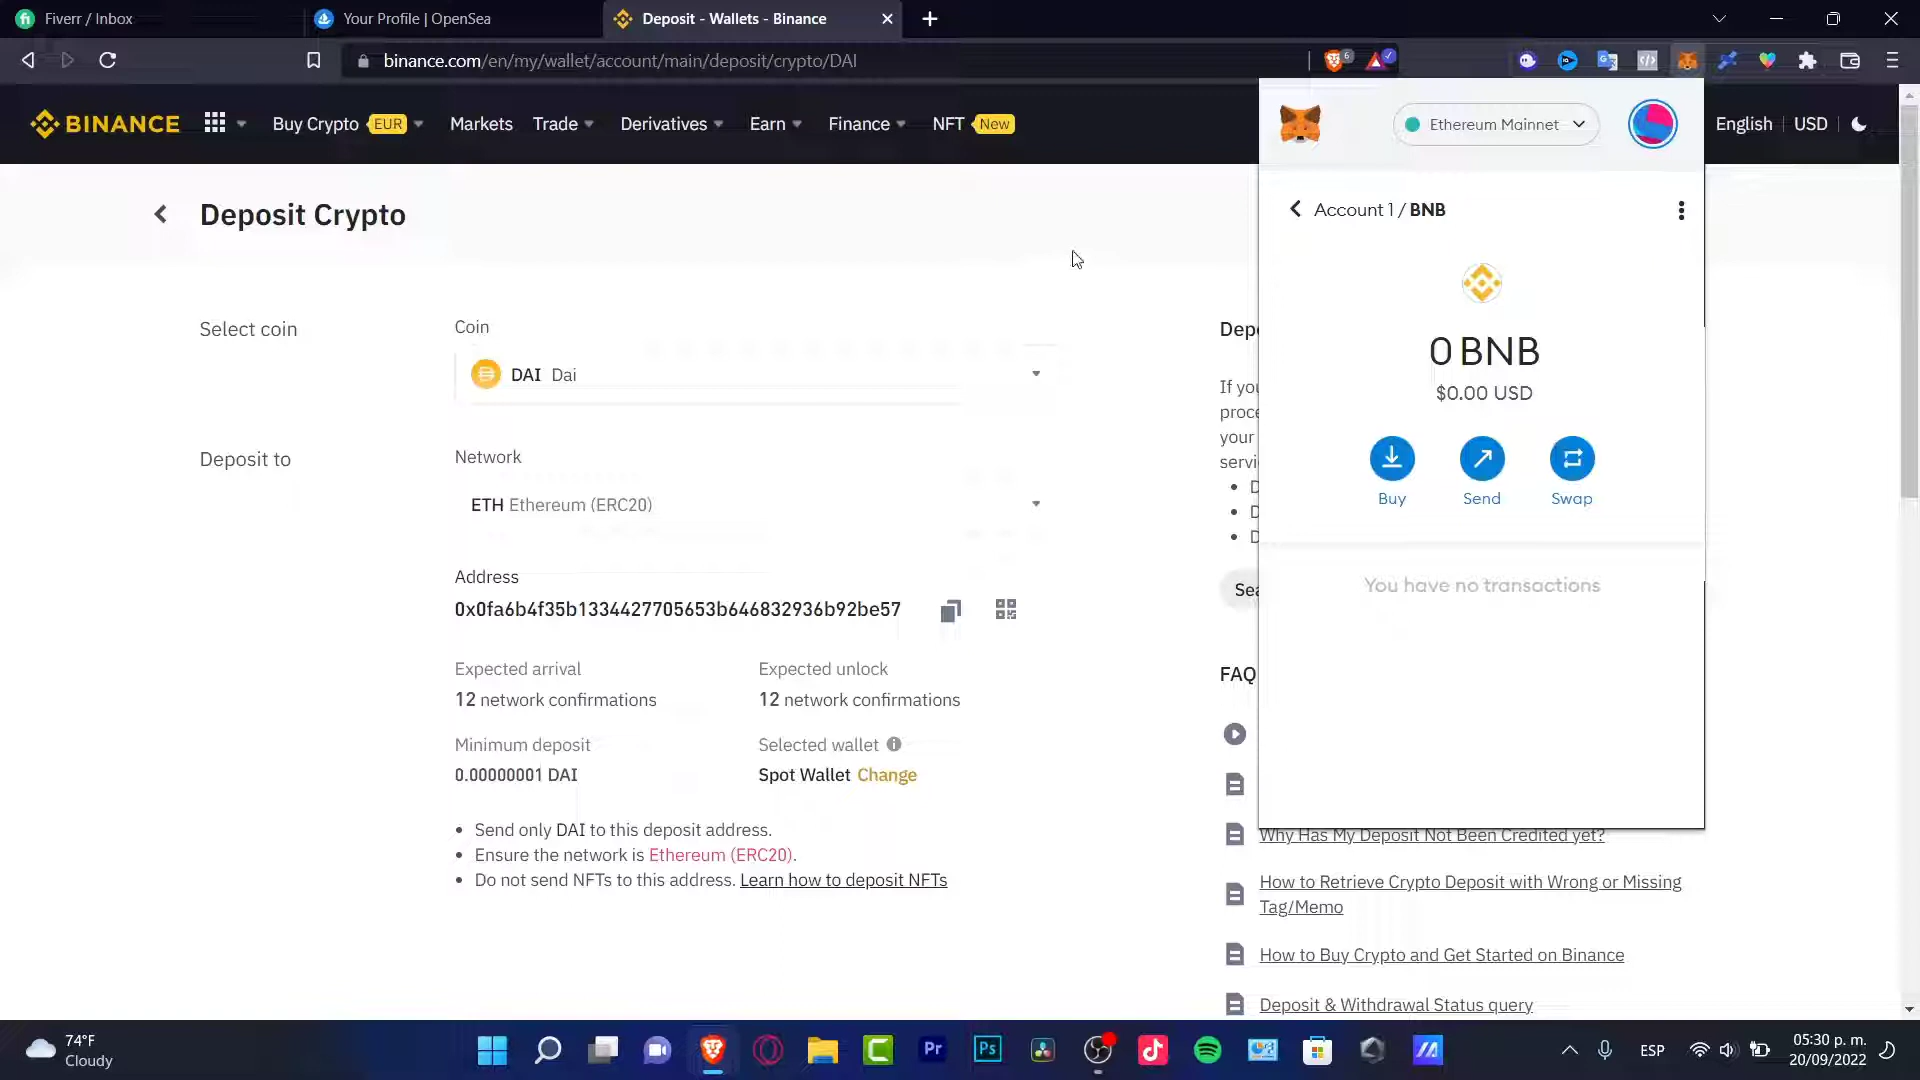 Fiverr / Inbox
Your Profile | OpenSea
Deposit - Wallets - Binance
binance.com/en/my/wallet/account/main/deposit/crypto/DAI
6
BINANCE
Buy Crypto EUR
Markets
Trade
Derivatives
Earn
Finance
NFT New
English
USD
Ethereum Mainnet
Deposit Crypto
Account 1 / BNB
0 BNB
$0.00 USD
Buy
Send
Swap
You have no transactions
Select coin
Coin
DAI Dai
Deposit to
Network
ETH Ethereum (ERC20)
Address
0x0fa6b4f35b1334427705653b646832936b92be57
Expected arrival
12 network confirmations
Expected unlock
12 network confirmations
Minimum deposit
0.00000001 DAI
Selected wallet
Spot Wallet Change
Send only DAI to this deposit address.
Ensure the network is Ethereum (ERC20).
Do not send NFTs to this address. Learn how to deposit NFTs
If you
your
FAQ
Why Has My Deposit Not Been Credited yet?
How to Retrieve Crypto Deposit with Wrong or Missing
Tag/Memo
How to Buy Crypto and Get Started on Binance
Deposit & Withdrawal Status query
74°F
Cloudy
Pr
Ps
ESP
05:30 p. m.
20/09/2022